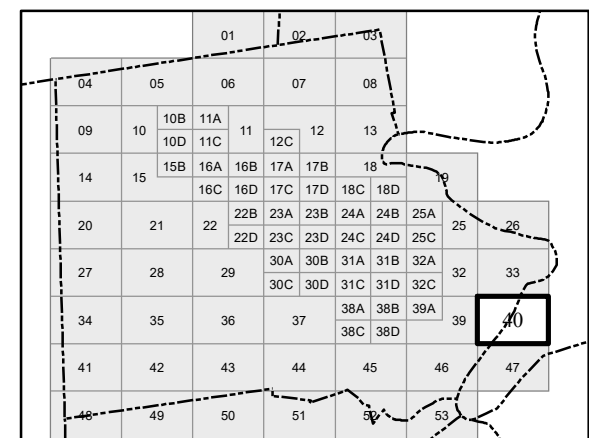 01 02 03
04 05 06 07 08
10B 11A
09 10 11 12 13
10D 11C 12C
15B 16A 16B 17A 17B 18
14 15 19
16C 16D 17C 17D 18C 18D
22B 23A 23B 24A 24B 25A
20 21 22 25 26
22D 23C 23D 24C 24D 25C
30A 30B 31A 31B 32A
27 28 29 32 33
30C 30D 31C 31D 32C
38A 38B 39A
34 35 36 37 39 40
38C 38D
41 42 43 44 45 46 47
48 49 50 51 52 53